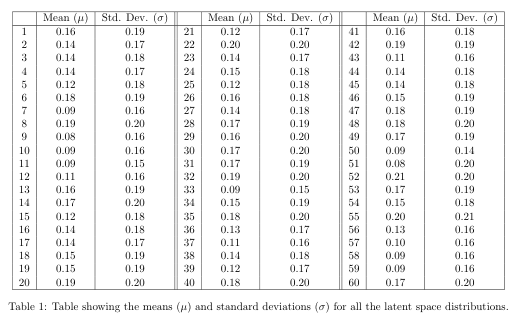 Mean (μ) Std. Dev. (σ) Mean (μ) Std. Dev. (σ) Mean (μ) Std. Dev. (σ)
1 0.16 0.19 21 0.12 0.17 41 0.16 0.18
2 0.14 0.17 22 0.20 0.20 42 0.19 0.19
3 0.14 0.18 23 0.14 0.17 43 0.11 0.16
4 0.14 0.17 24 0.15 0.18 44 0.14 0.18
5 0.12 0.18 25 0.12 0.18 45 0.14 0.18
6 0.18 0.19 26 0.16 0.18 46 0.15 0.19
7 0.09 0.16 27 0.14 0.18 47 0.18 0.19
8 0.19 0.20 28 0.17 0.19 48 0.18 0.20
9 0.08 0.16 29 0.16 0.20 49 0.17 0.19
10 0.09 0.16 30 0.17 0.20 50 0.09 0.14
11 0.09 0.15 31 0.17 0.19 51 0.08 0.20
12 0.11 0.16 32 0.19 0.20 52 0.21 0.20
13 0.16 0.19 33 0.09 0.15 53 0.17 0.19
14 0.17 0.20 34 0.15 0.19 54 0.15 0.18
15 0.12 0.18 35 0.18 0.20 55 0.20 0.21
16 0.14 0.18 36 0.13 0.17 56 0.13 0.16
17 0.14 0.17 37 0.11 0.16 57 0.10 0.16
18 0.15 0.19 38 0.14 0.18 58 0.09 0.16
19 0.15 0.19 39 0.12 0.17 59 0.09 0.16
20 0.19 0.20 40 0.18 0.20 60 0.17 0.20
Table 1: Table showing the means (μ) and standard deviations (σ) for all the latent space distributions.